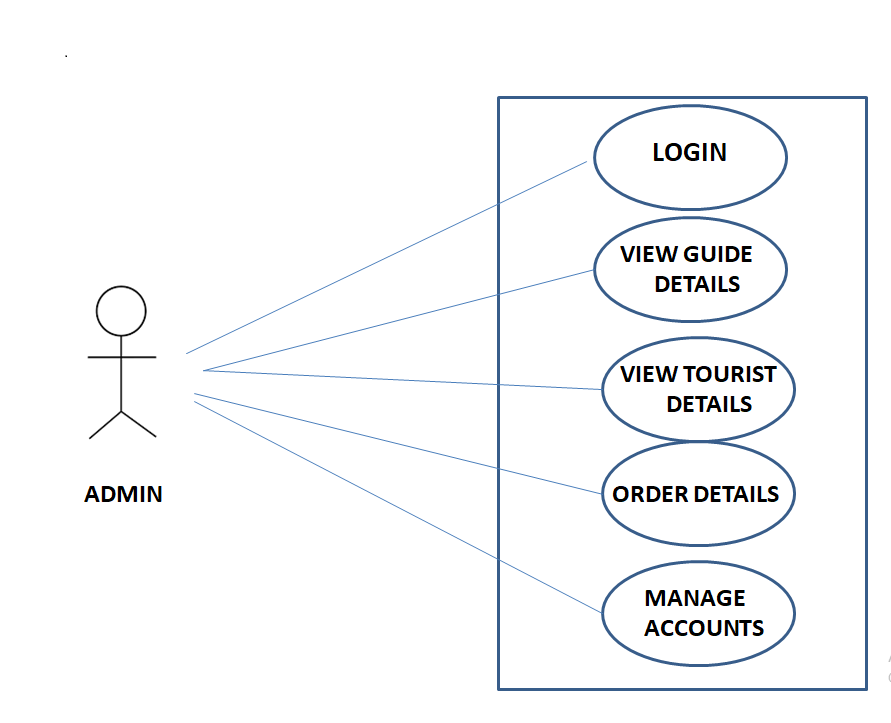 LOGIN
VIEW GUIDE
DETAILS
VIEW TOURIST
DETAILS
ORDER DETAILS
MANAGE
ACCOUNTS
ADMIN